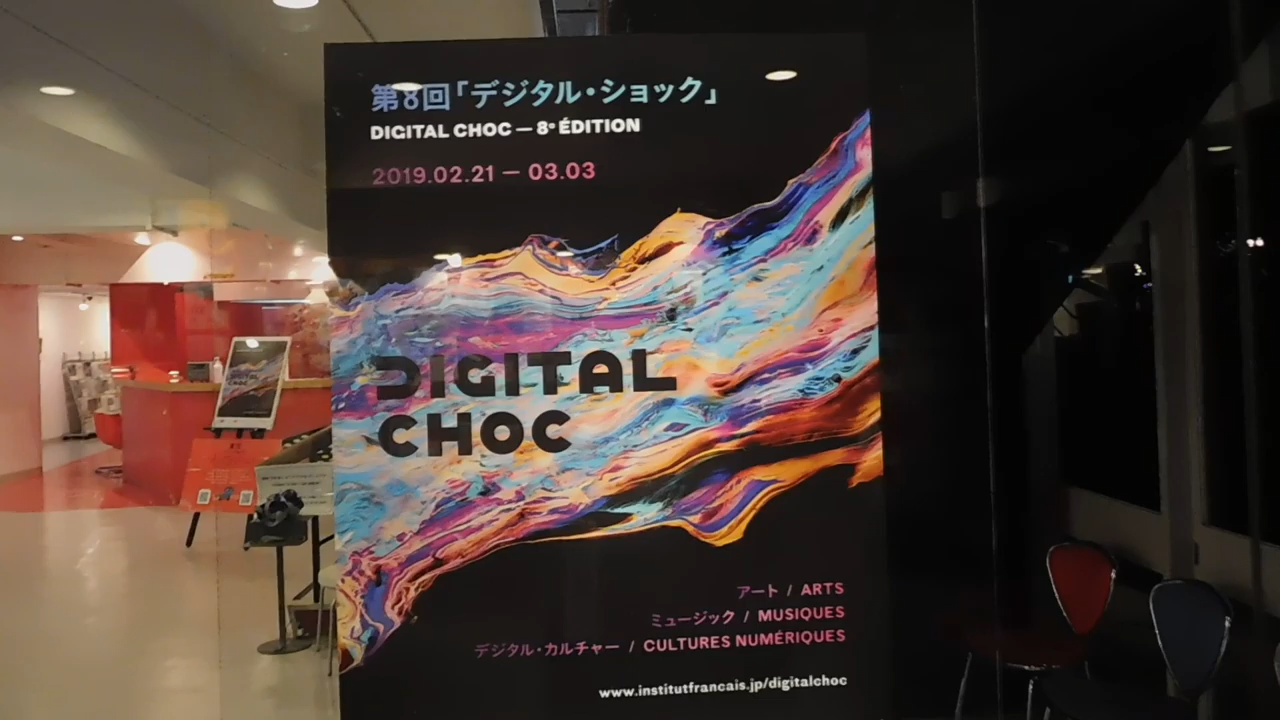 第8回「デジタル・ショック」
DIGITAL CHOC — 8ᵉ ÉDITION
2019.02.21 — 03.03
DIGITAL
CHOC
アート / ARTS
ミュージック / MUSIQUES
デジタル・カルチャー / CULTURES NUMÉRIQUES
www.institutfrancais.jp/digitalchoc
DIGITAL
CHOC